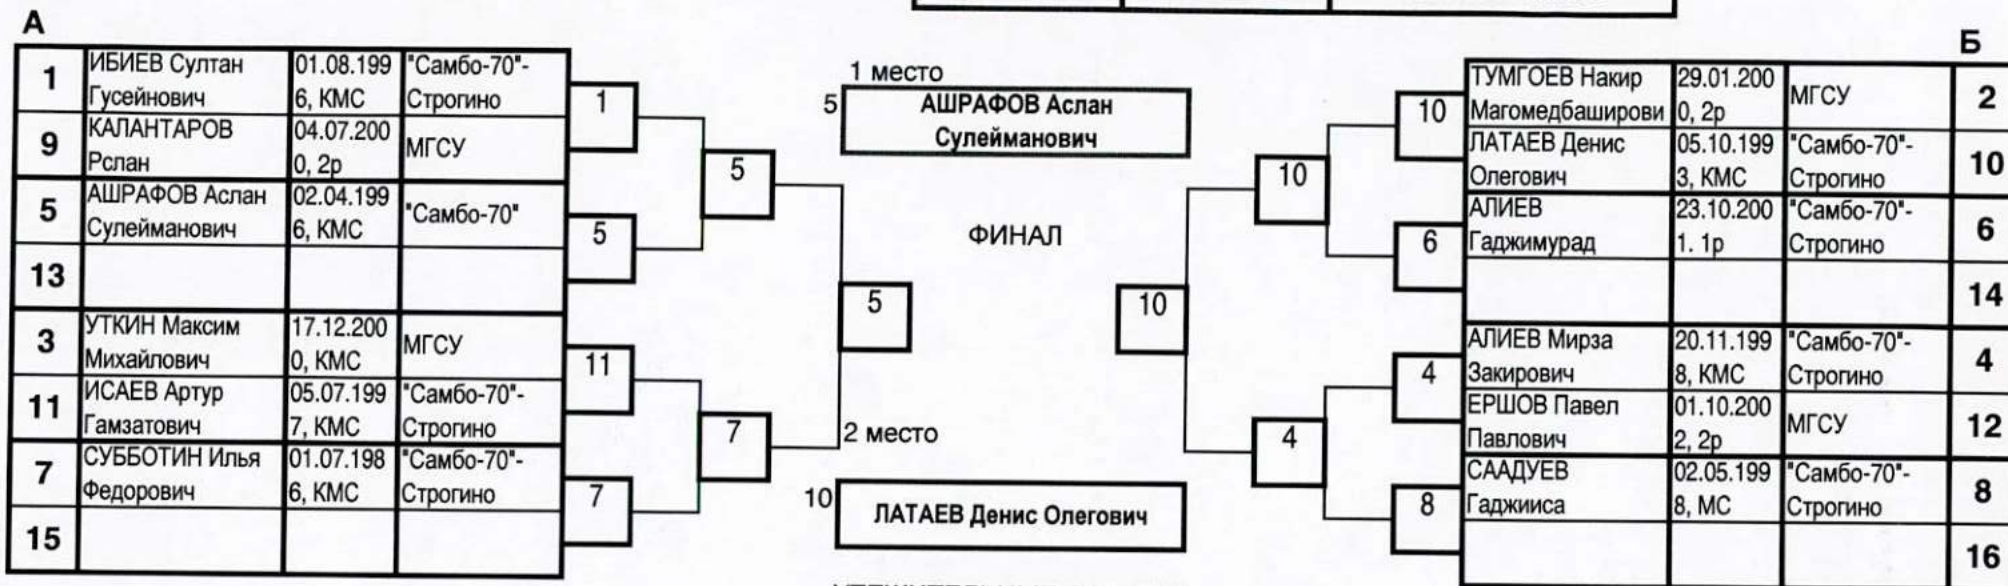 А
Б
1 ИБИЕВ Султан 01.08.199 "Самбо-70"-
Гусейнович 6, КМС Строгино
9 КАЛАНТАРОВ 04.07.200 МГСУ
Рслан 0, 2р
5 АШРАФОВ Аслан 02.04.199 "Самбо-70"
Сулейманович 6, КМС
13
3 УТКИН Максим 17.12.200 МГСУ
Михайлович 0, КМС
11 ИСАЕВ Артур 05.07.199 "Самбо-70"-
Гамзатович 7, КМС Строгино
7 СУББОТИН Илья 01.07.198 "Самбо-70"-
Федорович 6, КМС Строгино
15
1
5
11
7
5
7
5
1 место
5 АШРАФОВ Аслан
Сулейманович
ФИНАЛ
2 место
10 ЛАТАЕВ Денис Олегович
10
10
4
10
6
4
8
ТУМГОЕВ Накир 29.01.200 МГСУ 2
Магомедбаширови 0, 2р
ЛАТАЕВ Денис 05.10.199 "Самбо-70"- 10
Олегович 3, КМС Строгино
АЛИЕВ 23.10.200 "Самбо-70"- 6
Гаджимурад 1. 1р Строгино
14
АЛИЕВ Мирза 20.11.199 "Самбо-70"- 4
Закирович 8, КМС Строгино
ЕРШОВ Павел 01.10.200 МГСУ 12
Павлович 2, 2р
СААДУЕВ 02.05.199 "Самбо-70"- 8
Гаджииса 8, МС Строгино
16